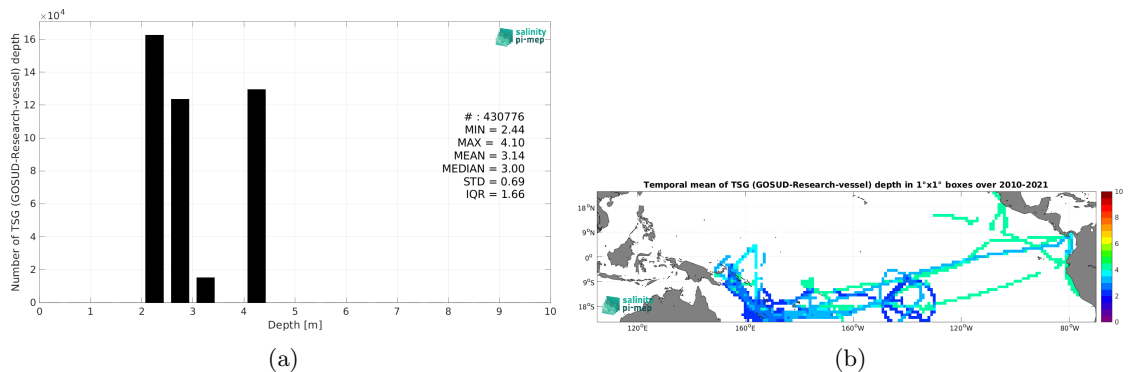 ×10⁴
16
14
12
10
8
6
4
2
0
Number of TSG (GOSUD-Research-vessel) depth
salinity
pi-mep
# : 430776
MIN = 2.44
MAX = 4.10
MEAN = 3.14
MEDIAN = 3.00
STD = 0.69
IQR = 1.66
0 1 2 3 4 5 6 7 8 9 10
Depth [m]
(a)
Temporal mean of TSG (GOSUD-Research-vessel) depth in 1°x1° boxes over 2010-2021
18°N
9°N
0°
9°S
18°S
salinity
pi-mep
120°E 160°E 160°W 120°W 80°W
10
8
6
4
2
0
(b)